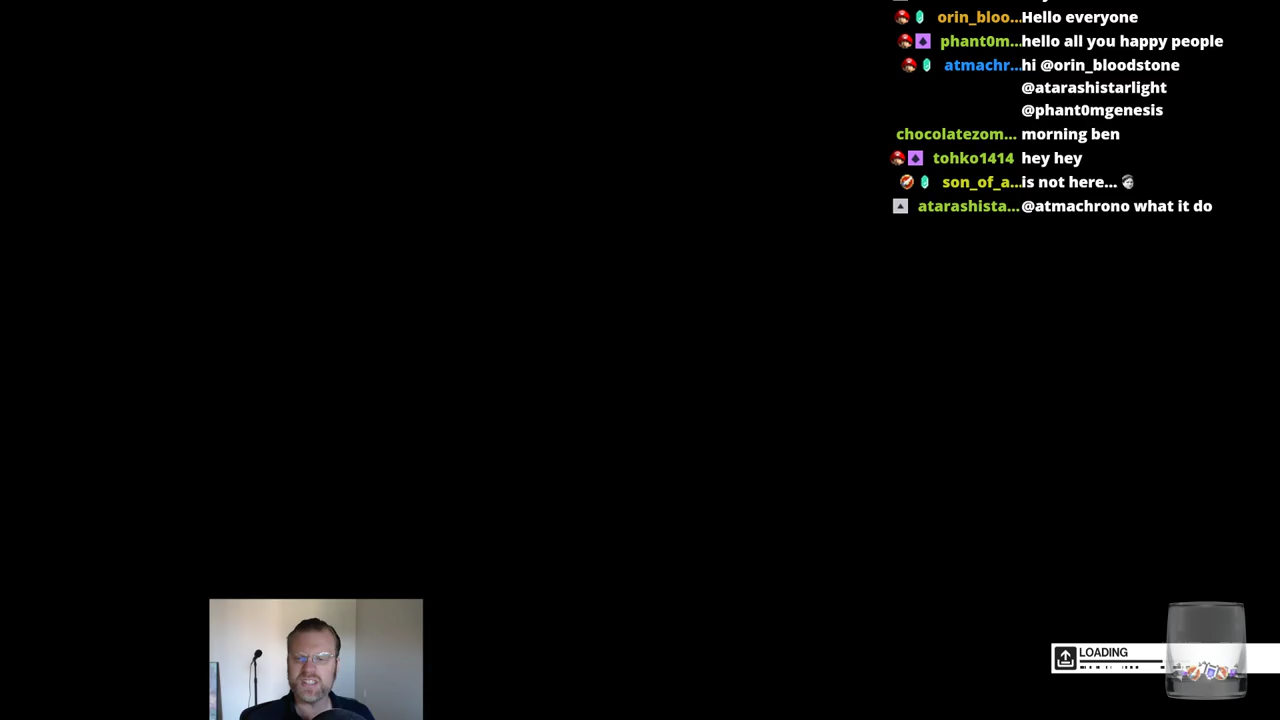 orin_bloo... Hello everyone
phant0m... hello all you happy people
atmachr... hi @orin_bloodstone
@atarashistarlight
@phant0mgenesis
chocolatezom... morning ben
tohko1414 hey hey
son_of_a... is not here...
atarashista... @atmachrono what it do
LOADING